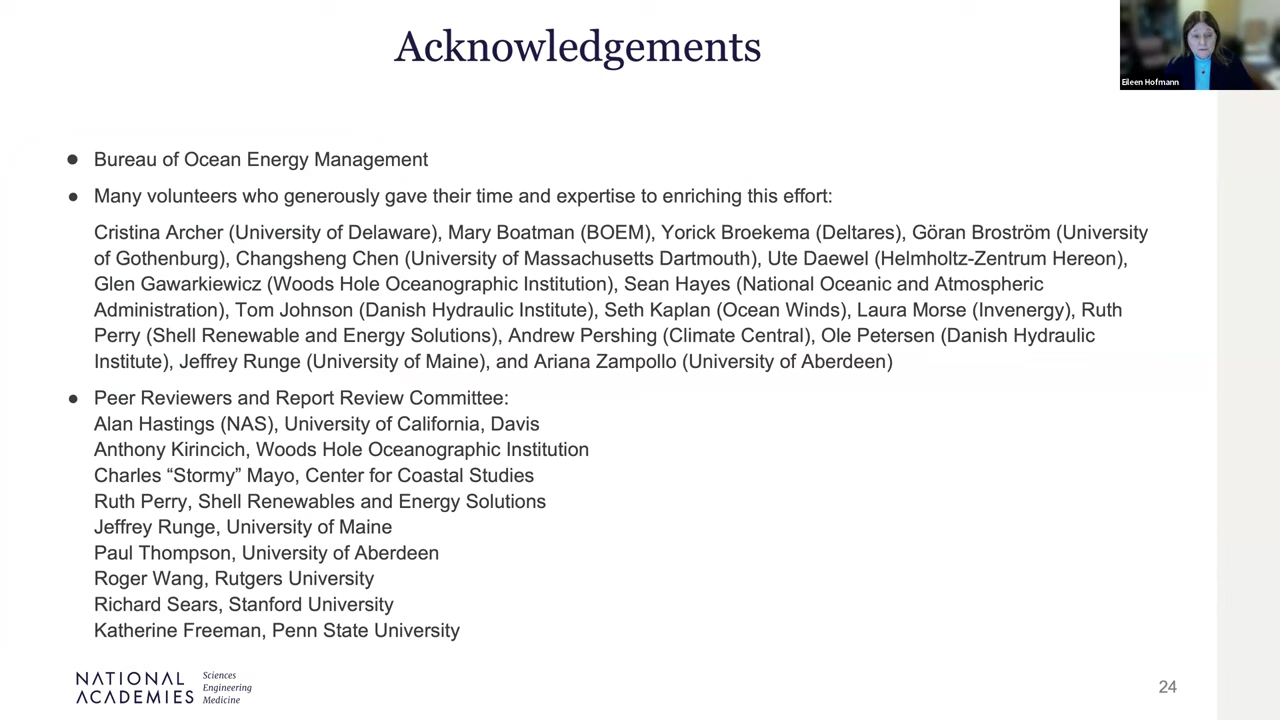 Acknowledgements
Eileen Hofmann
● Bureau of Ocean Energy Management
● Many volunteers who generously gave their time and expertise to enriching this effort:
Cristina Archer (University of Delaware), Mary Boatman (BOEM), Yorick Broekema (Deltares), Göran Broström (University
of Gothenburg), Changsheng Chen (University of Massachusetts Dartmouth), Ute Daewel (Helmholtz-Zentrum Hereon),
Glen Gawarkiewicz (Woods Hole Oceanographic Institution), Sean Hayes (National Oceanic and Atmospheric
Administration), Tom Johnson (Danish Hydraulic Institute), Seth Kaplan (Ocean Winds), Laura Morse (Invenergy), Ruth
Perry (Shell Renewable and Energy Solutions), Andrew Pershing (Climate Central), Ole Petersen (Danish Hydraulic
Institute), Jeffrey Runge (University of Maine), and Ariana Zampollo (University of Aberdeen)
● Peer Reviewers and Report Review Committee:
Alan Hastings (NAS), University of California, Davis
Anthony Kirincich, Woods Hole Oceanographic Institution
Charles “Stormy” Mayo, Center for Coastal Studies
Ruth Perry, Shell Renewables and Energy Solutions
Jeffrey Runge, University of Maine
Paul Thompson, University of Aberdeen
Roger Wang, Rutgers University
Richard Sears, Stanford University
Katherine Freeman, Penn State University
NATIONAL ACADEMIES
Sciences
Engineering
Medicine
24